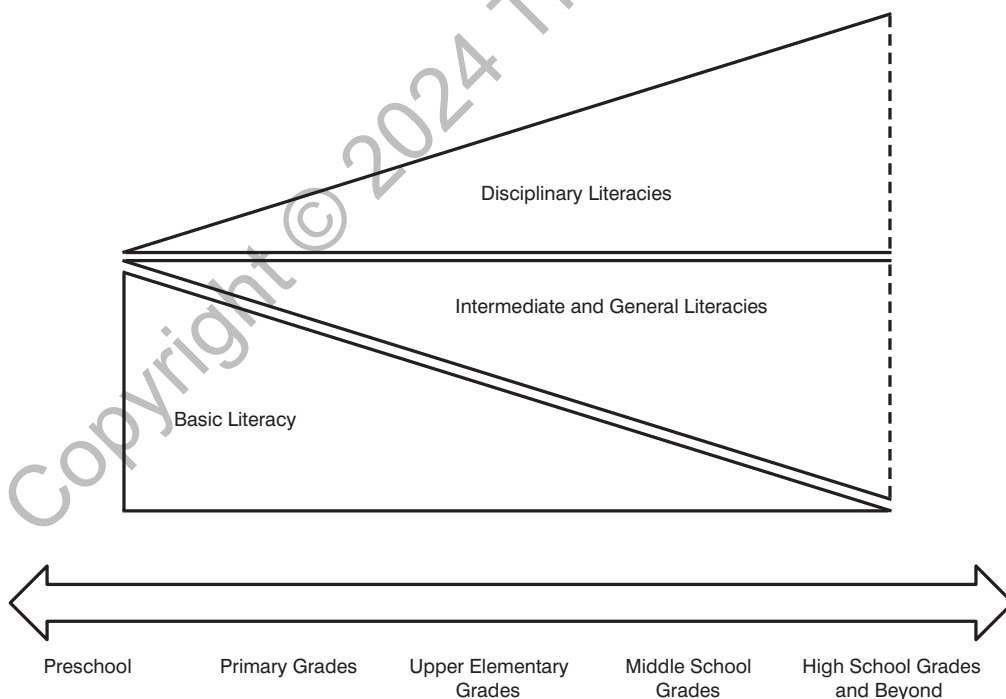 Copyright © 2024
Disciplinary Literacies
Intermediate and General Literacies
Basic Literacy
Preschool
Primary Grades
Upper Elementary
Grades
Middle School
Grades
High School Grades
and Beyond